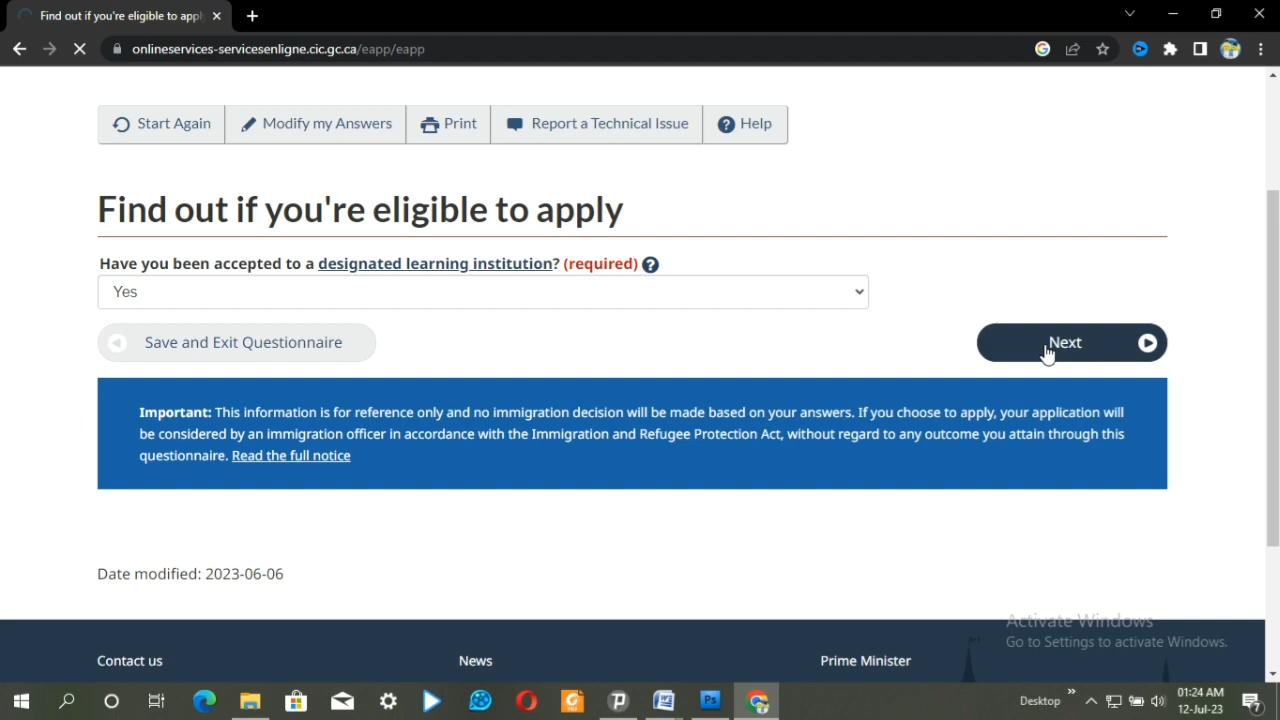 Find out if you're eligible to appl
onlineservices-servicesenligne.cic.gc.ca/eapp/eapp
Start Again
Modify my Answers
Print
Report a Technical Issue
Help
Find out if you're eligible to apply
Have you been accepted to a designated learning institution? (required)
Yes
Save and Exit Questionnaire
Next
Important: This information is for reference only and no immigration decision will be made based on your answers. If you choose to apply, your application will
be considered by an immigration officer in accordance with the Immigration and Refugee Protection Act, without regard to any outcome you attain through this
questionnaire. Read the full notice
Date modified: 2023-06-06
Activate Windows
Go to Settings to activate Windows.
Contact us
News
Prime Minister
Desktop
01:24 AM
12-Jul-23
7